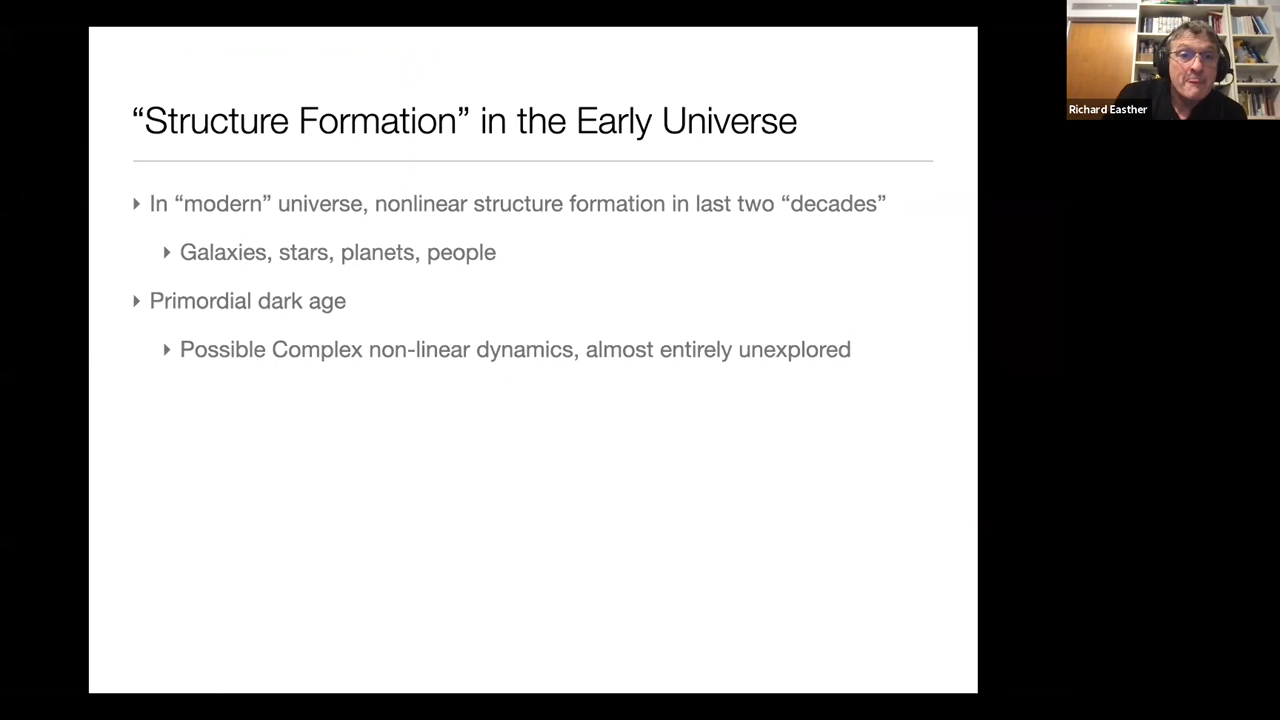 “Structure Formation” in the Early Universe
In “modern” universe, nonlinear structure formation in last two “decades”
Galaxies, stars, planets, people
Primordial dark age
Possible Complex non-linear dynamics, almost entirely unexplored
Richard Easther